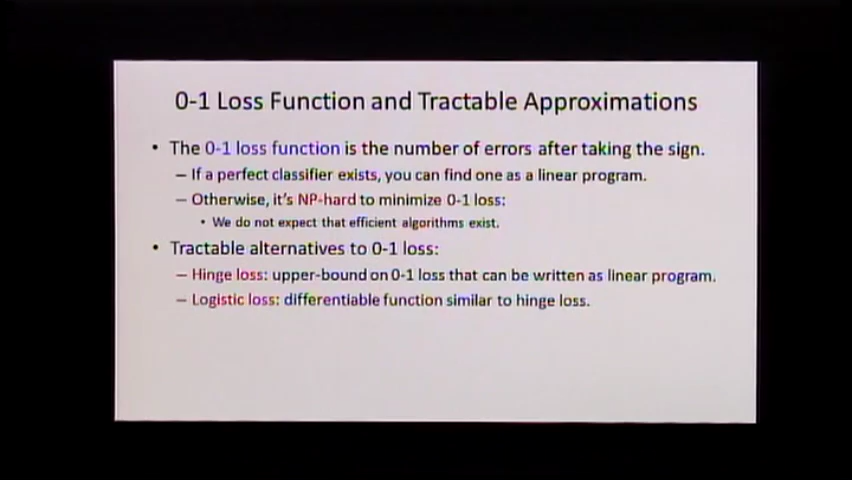 0-1 Loss Function and Tractable Approximations
• The 0-1 loss function is the number of errors after taking the sign.
– If a perfect classifier exists, you can find one as a linear program.
– Otherwise, it's NP-hard to minimize 0-1 loss:
• We do not expect that efficient algorithms exist.
• Tractable alternatives to 0-1 loss:
– Hinge loss: upper-bound on 0-1 loss that can be written as linear program.
– Logistic loss: differentiable function similar to hinge loss.